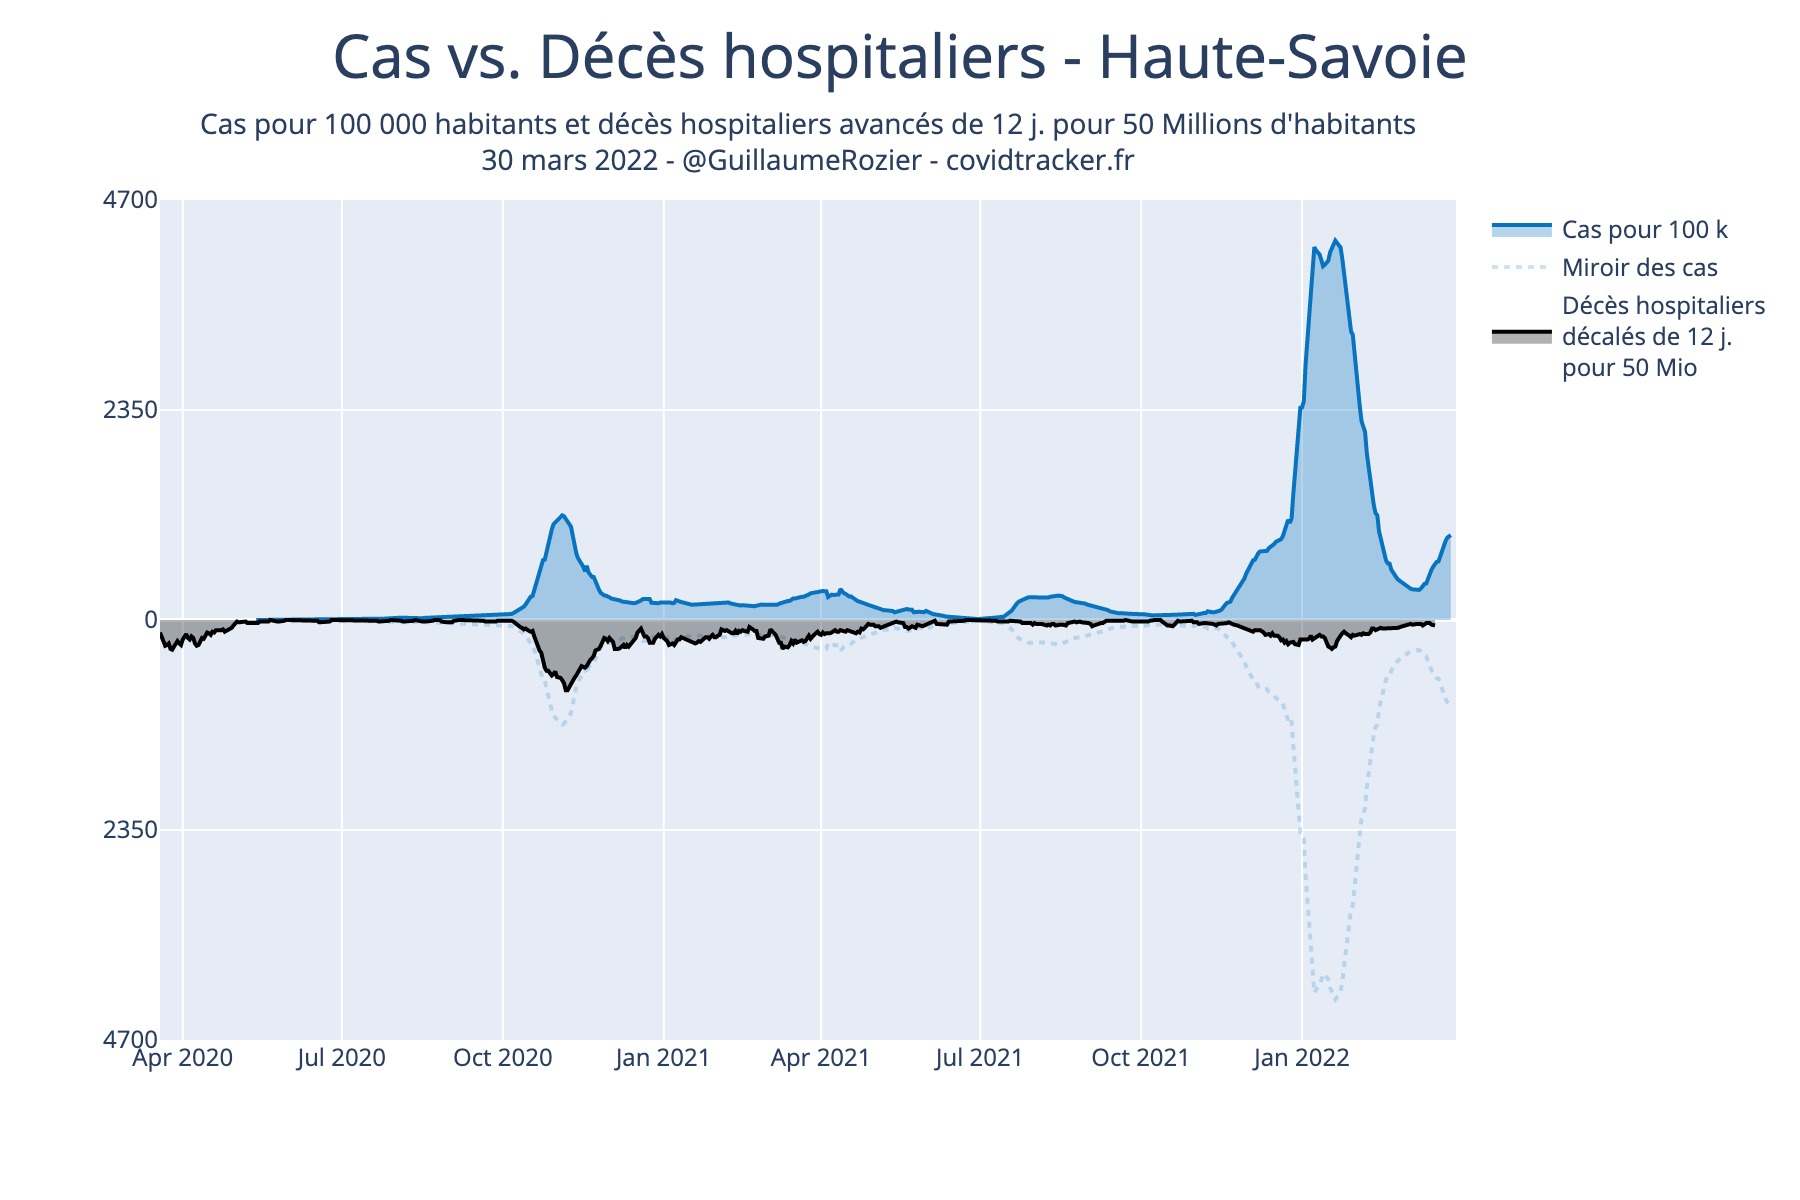 Cas vs. Décès hospitaliers - Haute-Savoie
Cas pour 100 000 habitants et décès hospitaliers avancés de 12 j. pour 50 Millions d'habitants
30 mars 2022 - @GuillaumeRozier - covidtracker.fr
4700
2350
0
2350
4700
Apr 2020
Jul 2020
Oct 2020
Jan 2021
Apr 2021
Jul 2021
Oct 2021
Jan 2022
Cas pour 100 k
Miroir des cas
Décès hospitaliers
décalés de 12 j.
pour 50 Mio